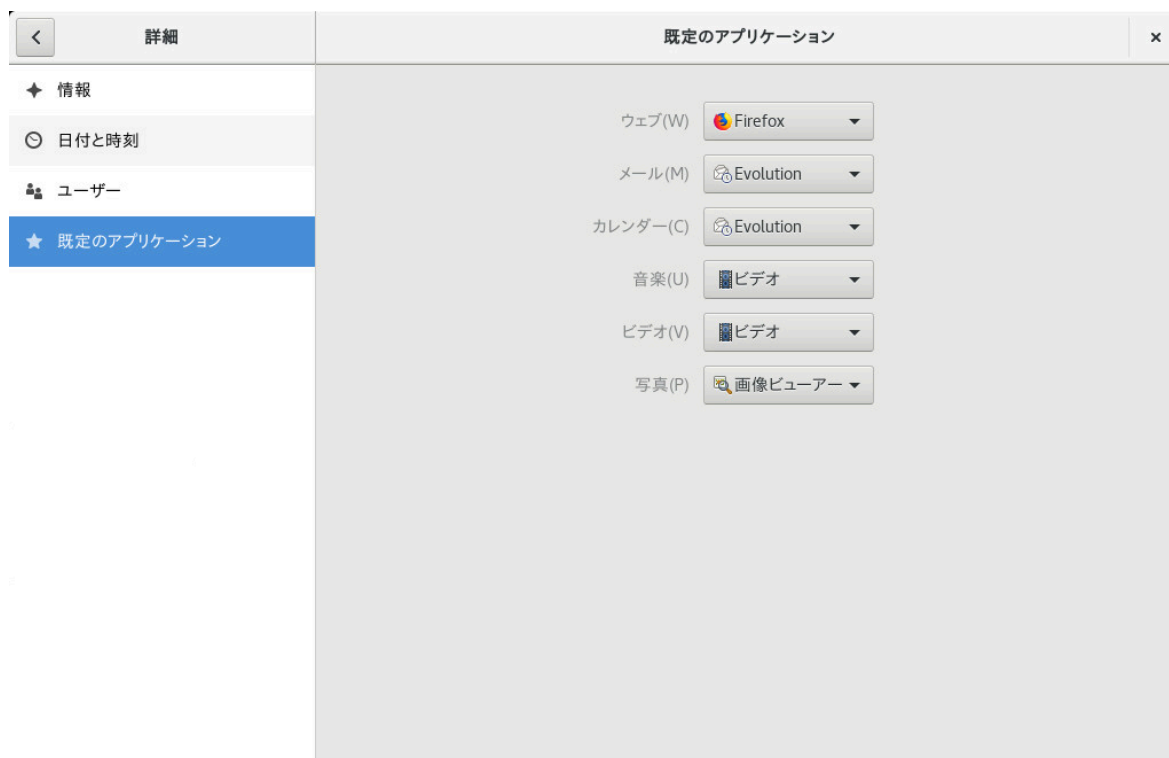 詳細
既定のアプリケーション
情報
日付と時刻
ユーザー
既定のアプリケーション
ウェブ(W) Firefox
メール(M) Evolution
カレンダー(C) Evolution
音楽(U) ビデオ
ビデオ(V) ビデオ
写真(P) 画像ビューアー